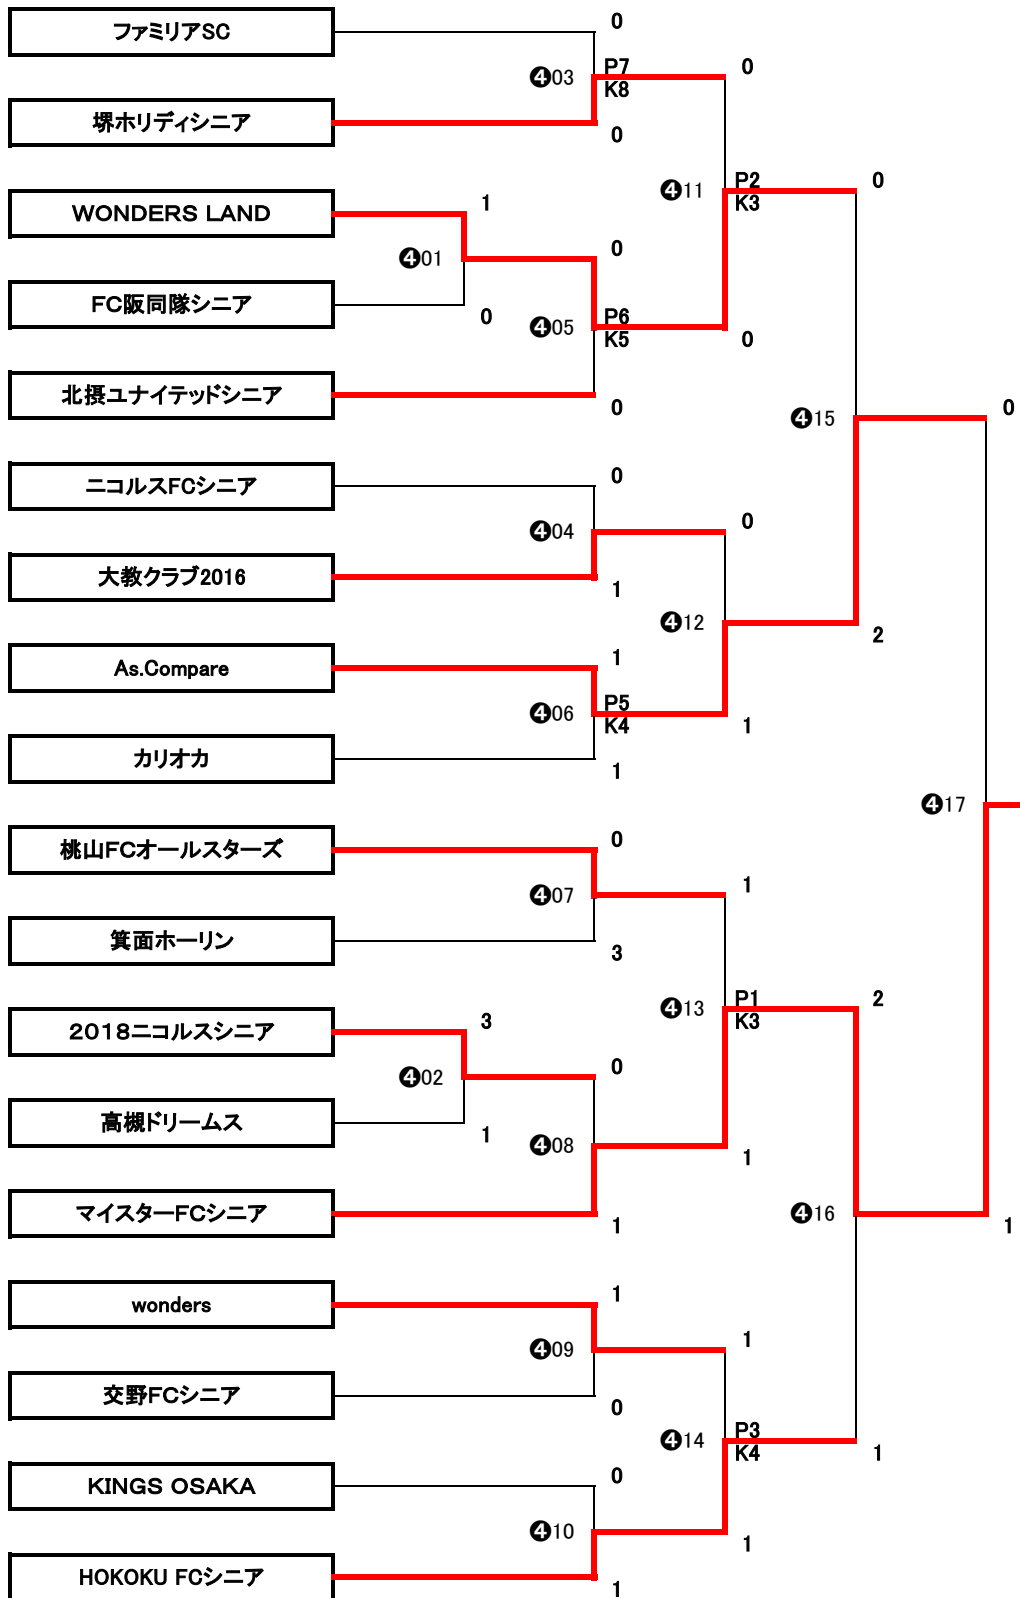 ファミリアSC
0
❹03
P7
K8
0
堺ホリディシニア
0
❹11
P2
K3
0
WONDERS LAND
1
❹01
0
FC阪同隊シニア
0
❹05
P6
K5
0
北摂ユナイテッドシニア
0
❹15
0
ニコルスFCシニア
0
❹04
0
大教クラブ2016
1
❹12
2
As.Compare
1
❹06
P5
K4
1
カリオカ
1
❹17
桃山FCオールスターズ
0
❹07
1
箕面ホーリン
3
❹13
P1
K3
2
2018ニコルスシニア
3
❹02
0
高槻ドリームス
1
❹08
1
マイスターFCシニア
1
❹16
1
wonders
1
❹09
1
交野FCシニア
0
❹14
P3
K4
1
KINGS OSAKA
0
❹10
1
HOKOKU FCシニア
1